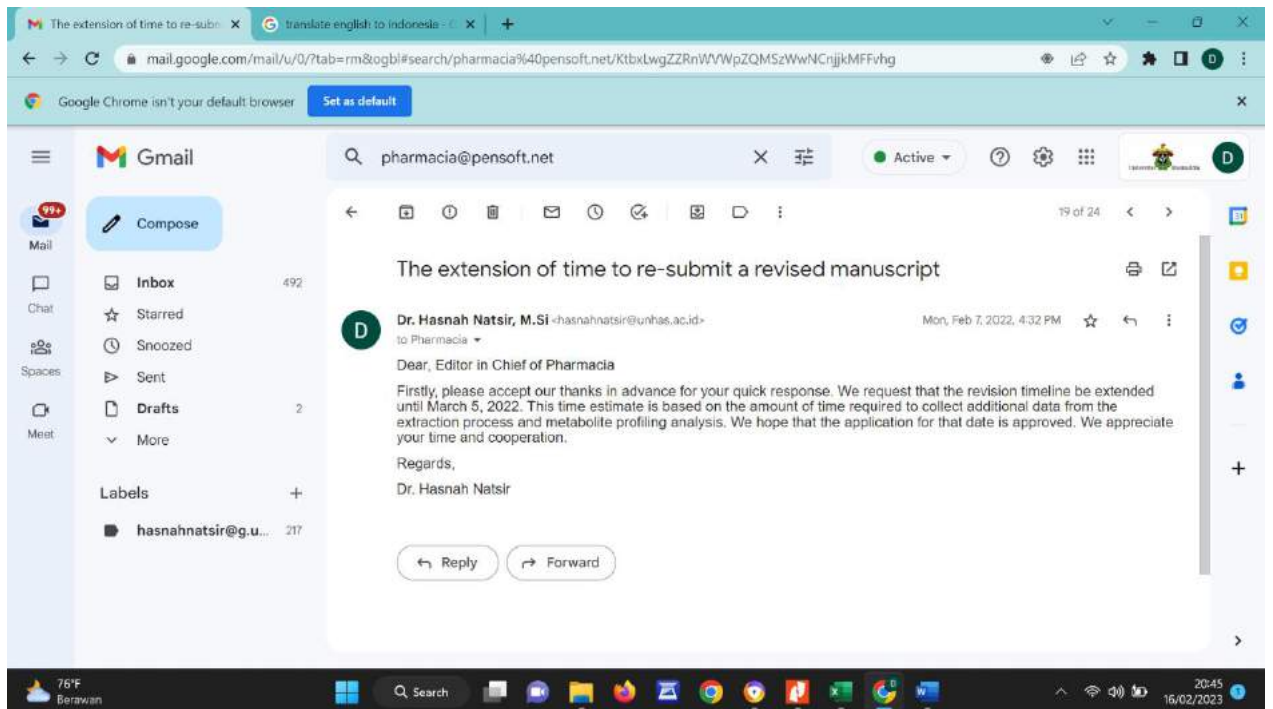 The extension of time to re-subm
translate english to indonesia -
mail.google.com/mail/u/0/?tab=rm&ogbl#search/pharmacia%40pensoft.net/KtbxLwgZZRnWVWpZQMSzWwNCnjjkMFFvhg
D
Google Chrome isn't your default browser
Set as default
Gmail
pharmacia@pensoft.net
Active
D
99+
Mail
Chat
Spaces
Meet
Compose
Inbox 492
Starred
Snoozed
Sent
Drafts 2
More
Labels
hasnahnatsir@g.u... 217
19 of 24
The extension of time to re-submit a revised manuscript
D
Dr. Hasnah Natsir, M.Si <hasnahnatsir@unhas.ac.id> Mon, Feb 7, 2022, 4:32 PM
to Pharmacia
Dear, Editor in Chief of Pharmacia
Firstly, please accept our thanks in advance for your quick response. We request that the revision timeline be extended
until March 5, 2022. This time estimate is based on the amount of time required to collect additional data from the
extraction process and metabolite profiling analysis. We hope that the application for that date is approved. We appreciate
your time and cooperation.
Regards,
Dr. Hasnah Natsir
Reply
Forward
31
76°F
Berawan
Search
20:45
16/02/2023